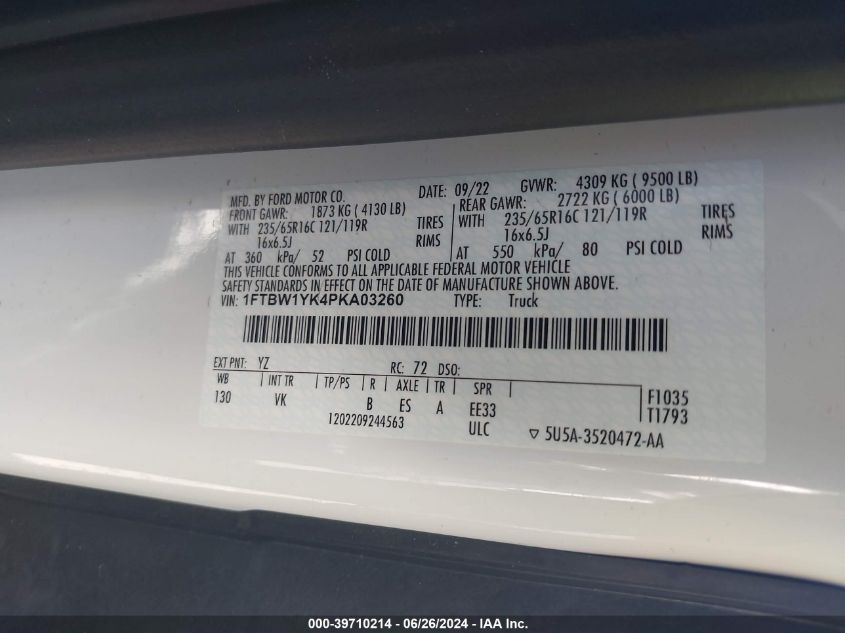 MFD. BY FORD MOTOR CO. DATE: 09/22 GVWR: 4309 KG ( 9500 LB)
FRONT GAWR: 1873 KG ( 4130 LB) REAR GAWR: 2722 KG ( 6000 LB)
WITH 235/65R16C 121/119R TIRES WITH 235/65R16C 121/119R TIRES
16x6.5J RIMS 16x6.5J RIMS
AT 360 kPa/ 52 PSI COLD AT 550 kPa/ 80 PSI COLD
THIS VEHICLE CONFORMS TO ALL APPLICABLE FEDERAL MOTOR VEHICLE
SAFETY STANDARDS IN EFFECT ON THE DATE OF MANUFACTURE SHOWN ABOVE.
VIN: 1FTBW1YK4PKA03260 TYPE: Truck
EXT PNT: YZ RC: 72 DSO:
WB INT TR TP/PS R AXLE TR SPR F1035
130 VK B ES A EE33 T1793
1202209244563 ULC ▽ 5U5A-3520472-AA
000-39710214 - 06/26/2024 - IAA Inc.